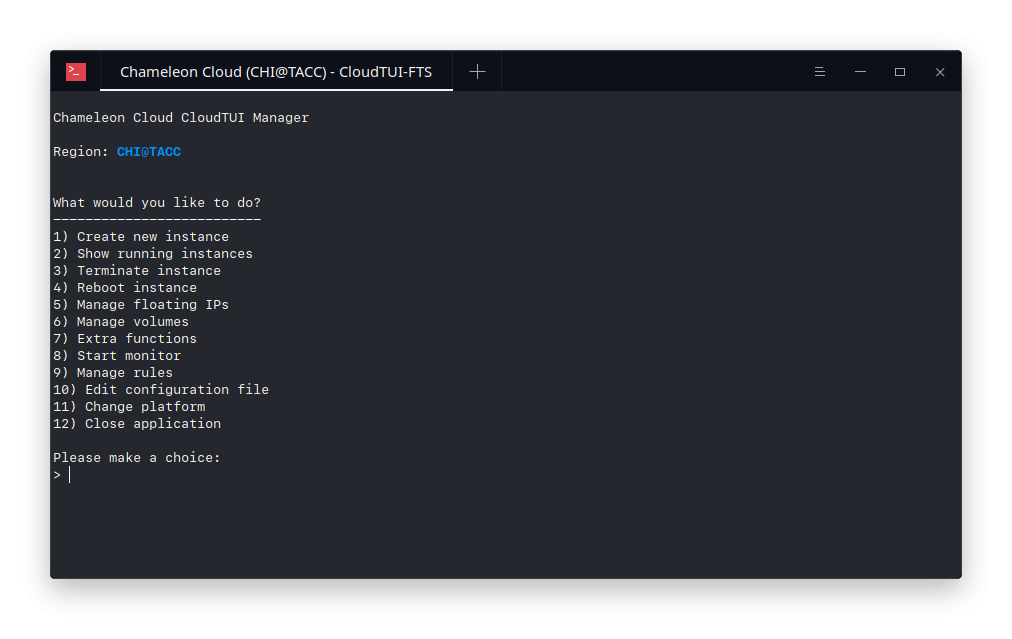 Chameleon Cloud (CHI@TACC) - CloudTUI-FTS
Chameleon Cloud CloudTUI Manager
Region: CHI@TACC
What would you like to do?
--------------------------
1) Create new instance
2) Show running instances
3) Terminate instance
4) Reboot instance
5) Manage floating IPs
6) Manage volumes
7) Extra functions
8) Start monitor
9) Manage rules
10) Edit configuration file
11) Change platform
12) Close application
Please make a choice:
>